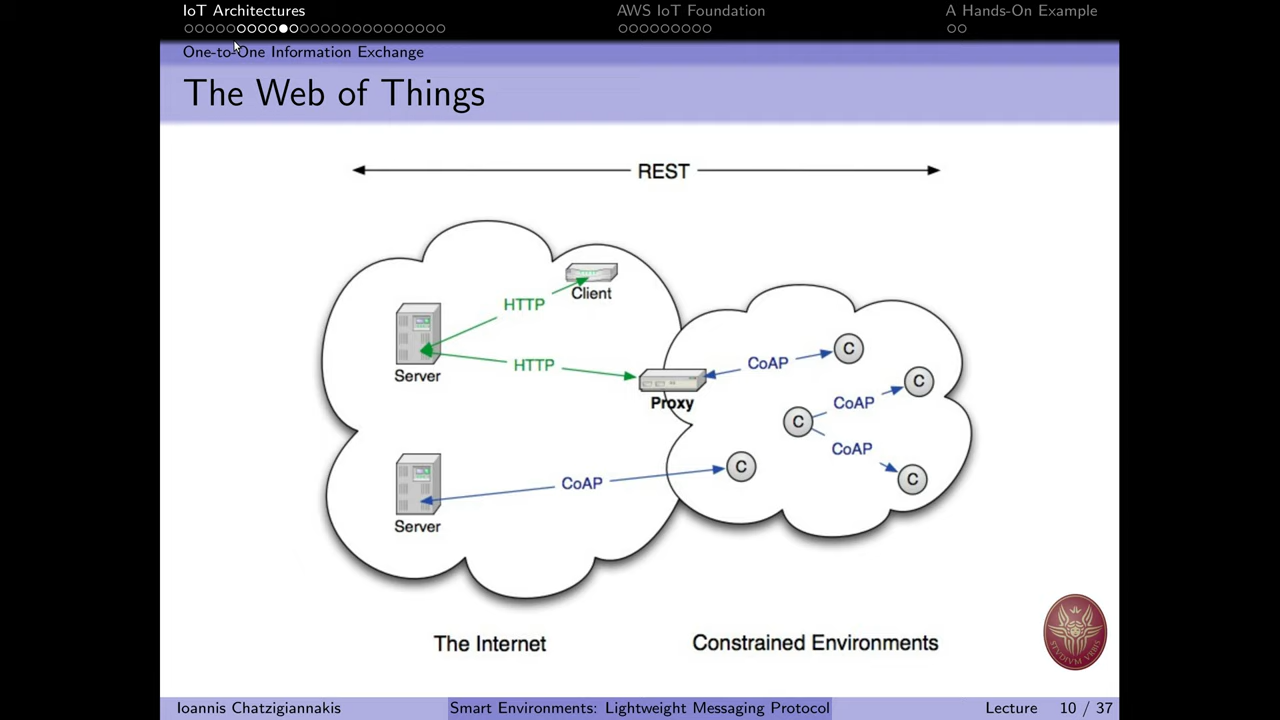 IoT Architectures
AWS IoT Foundation
A Hands-On Example
One-to-One Information Exchange
The Web of Things
REST
Client
HTTP
Server
HTTP
Proxy
CoAP
C
C
CoAP
C
CoAP
C
C
CoAP
Server
The Internet
Constrained Environments
STVDIVM VRBIS
Ioannis Chatzigiannakis
Smart Environments: Lightweight Messaging Protocol
Lecture 10 / 37